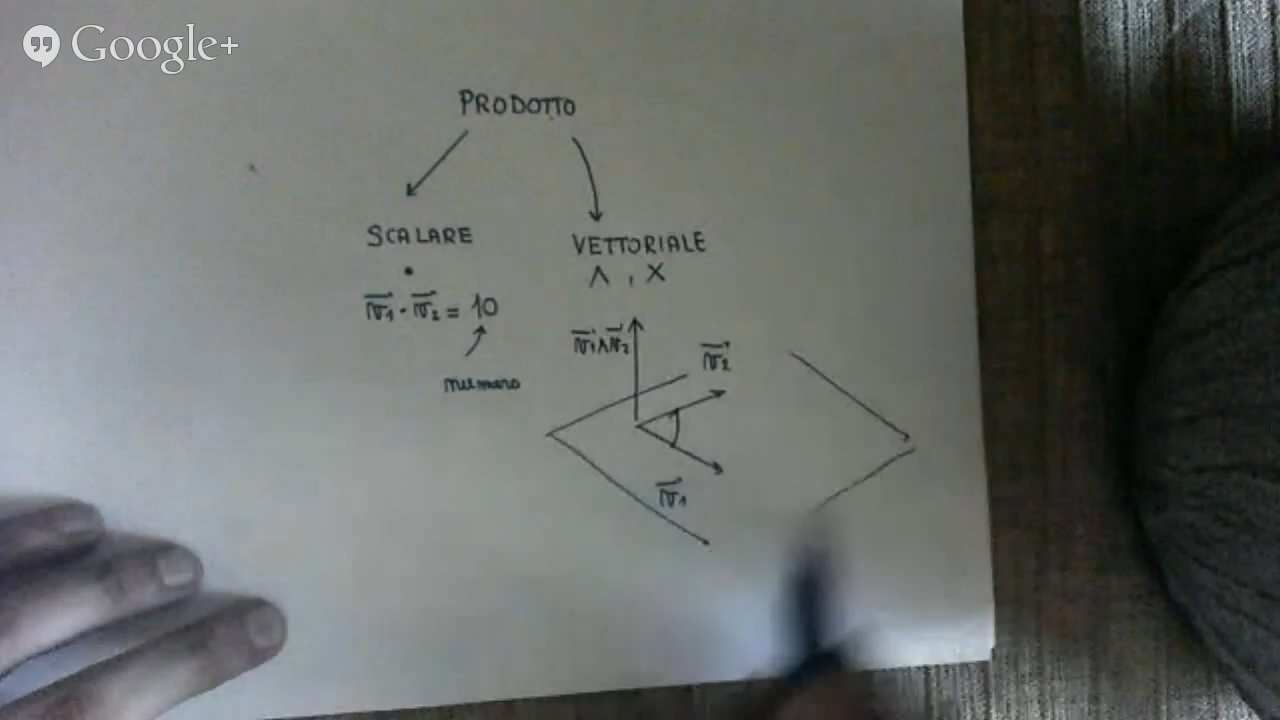 Google+
PRODOTTO
SCALARE
VETTORIALE
•
∧ , X
v⃗1 · v⃗2 = 10
numero
v⃗1∧v⃗2
v⃗2
v⃗1